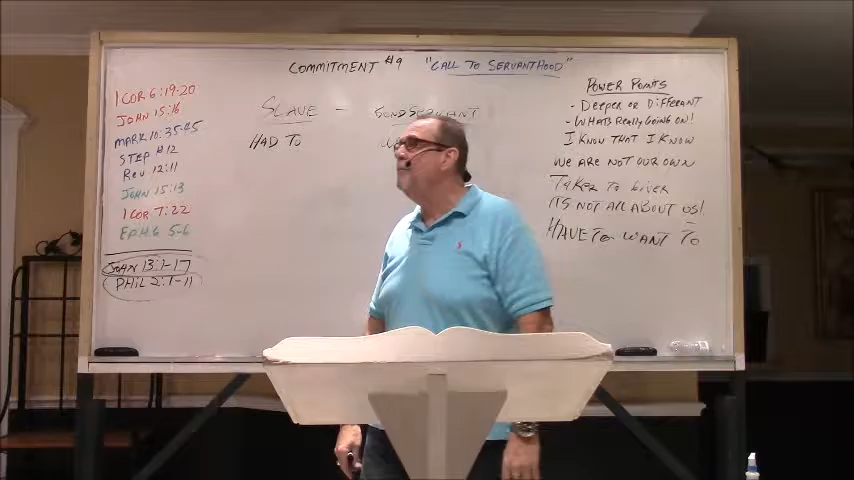 COMMITMENT #9 "CALL TO SERVANTHOOD"
1 COR 6:19-20
JOHN 15:16
MARK 10:35-45
STEP #12
REV 12:11
JOHN 15:13
1 COR 7:22
EPH.6 5-6
JOHN 13:1-17
PHIL 2:1-11
SLAVE - BONDSERVANT
HAD TO
POWER POINTS
- DEEPER OR DIFFERENT
- WHATS REALLY GOING ON!
I KNOW THAT I KNOW
WE ARE NOT OUR OWN
TAKER TO GIVER
ITS NOT ALL ABOUT US!
HAVE TO - WANT TO